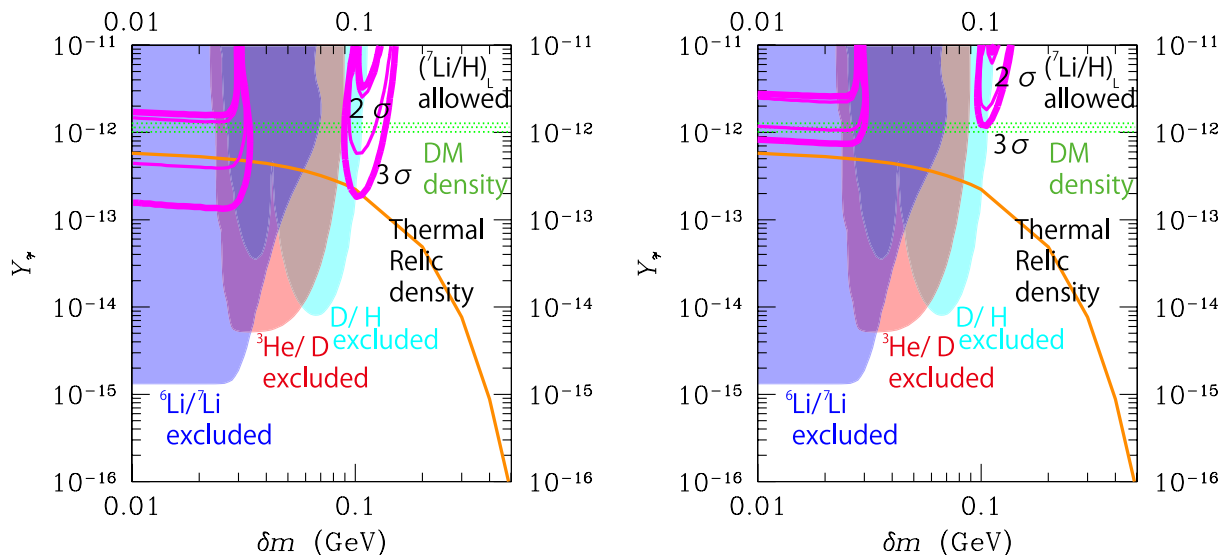 0.01 0.1
10⁻¹¹ 10⁻¹¹
(⁷Li/H)L
allowed
2 σ
10⁻¹² 10⁻¹²
DM
density
3 σ
10⁻¹³ 10⁻¹³
Thermal
Relic
density
10⁻¹⁴ 10⁻¹⁴
D/ H
excluded
³He/ D
excluded
10⁻¹⁵ 10⁻¹⁵
⁶Li/⁷Li
excluded
10⁻¹⁶ 10⁻¹⁶
0.01 0.1
δm (GeV)
0.01 0.1
10⁻¹¹ 10⁻¹¹
(⁷Li/H)L
2 σ
allowed
10⁻¹² 10⁻¹²
3 σ
DM
density
10⁻¹³ 10⁻¹³
Thermal
Relic
density
10⁻¹⁴ 10⁻¹⁴
D/ H
excluded
³He/ D
excluded
10⁻¹⁵ 10⁻¹⁵
⁶Li/⁷Li
excluded
10⁻¹⁶ 10⁻¹⁶
0.01 0.1
δm (GeV)